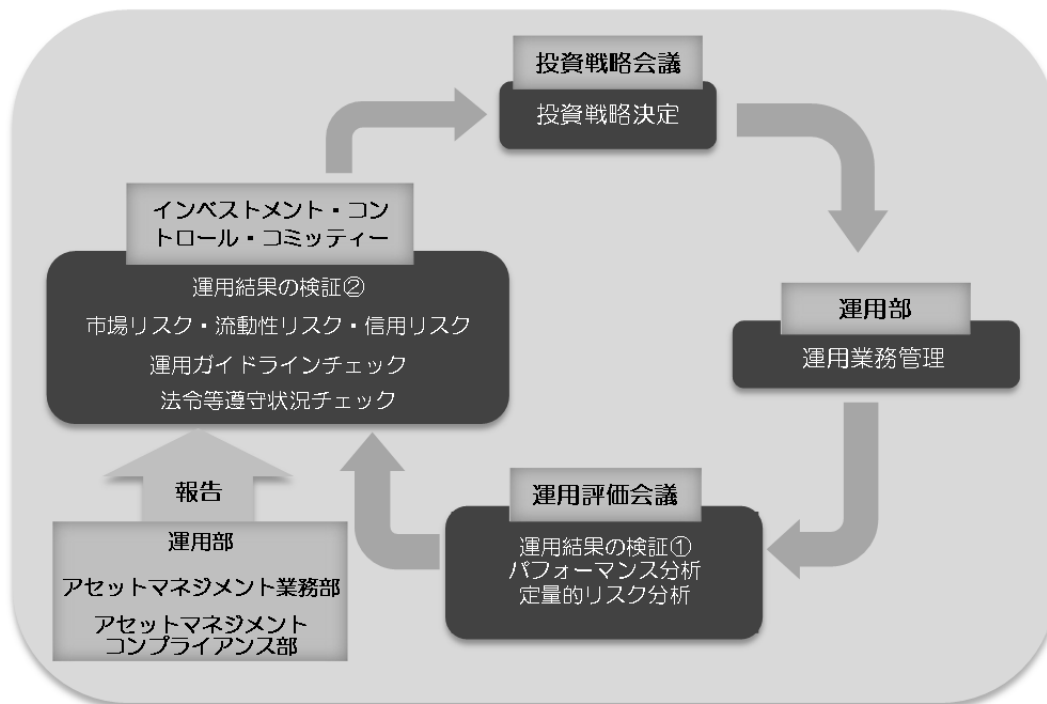 投資戦略会議
投資戦略決定
インベストメント・コン
トロール・コミッティー
運用結果の検証②
市場リスク・流動性リスク・信用リスク
運用ガイドラインチェック
法令等遵守状況チェック
運用部
運用業務管理
運用評価会議
運用結果の検証①
パフォーマンス分析
定量的リスク分析
報告
運用部
アセットマネジメント業務部
アセットマネジメント
コンプライアンス部